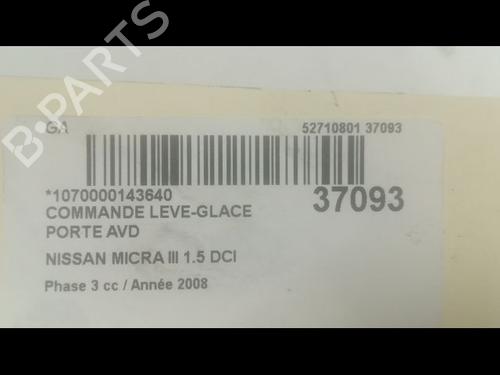 GA
52710801 37093
*1070000143640
37093
COMMANDE LEVE-GLACE
PORTE AVD
NISSAN MICRA III 1.5 DCI
Phase 3 cc / Année 2008
B-PARTS